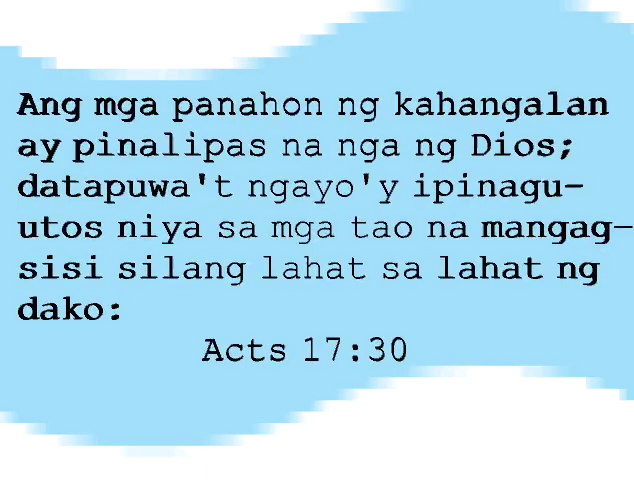 Ang mga panahon ng kahangalan
ay pinalipas na nga ng Dios;
datapuwa't ngayo'y ipinagu-
utos niya sa mga tao na mangag-
sisi silang lahat sa lahat ng
dako:
Acts 17:30